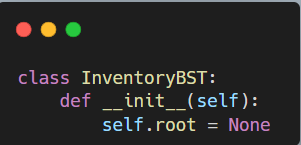 class InventoryBST:
    def __init__(self):
        self.root = None